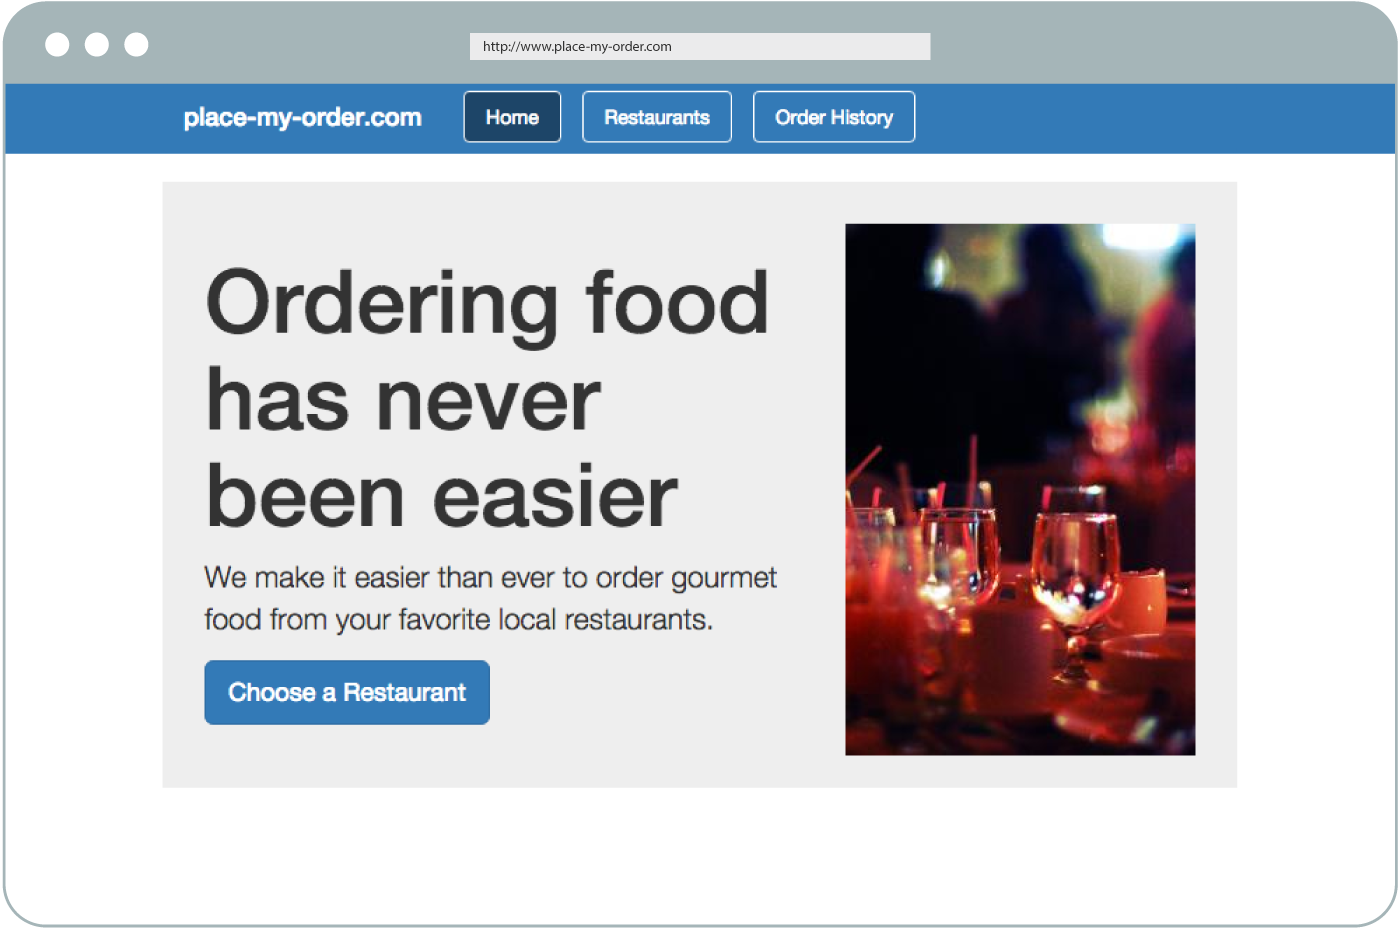 http://www.place-my-order.com
place-my-order.com
Home
Restaurants
Order History
Ordering food
has never
been easier
We make it easier than ever to order gourmet
food from your favorite local restaurants.
Choose a Restaurant